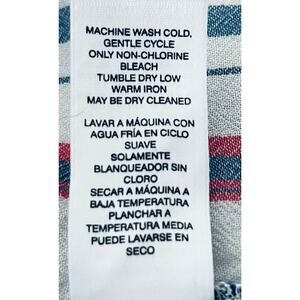 MACHINE WASH COLD,
GENTLE CYCLE
ONLY NON-CHLORINE
BLEACH
TUMBLE DRY LOW
WARM IRON
MAY BE DRY CLEANED
LAVAR A MÁQUINA CON
AGUA FRÍA EN CICLO
SUAVE
SOLAMENTE
BLANQUEADOR SIN
CLORO
SECAR A MÁQUINA A
BAJA TEMPERATURA
PLANCHAR A
TEMPERATURA MEDIA
PUEDE LAVARSE EN
SECO